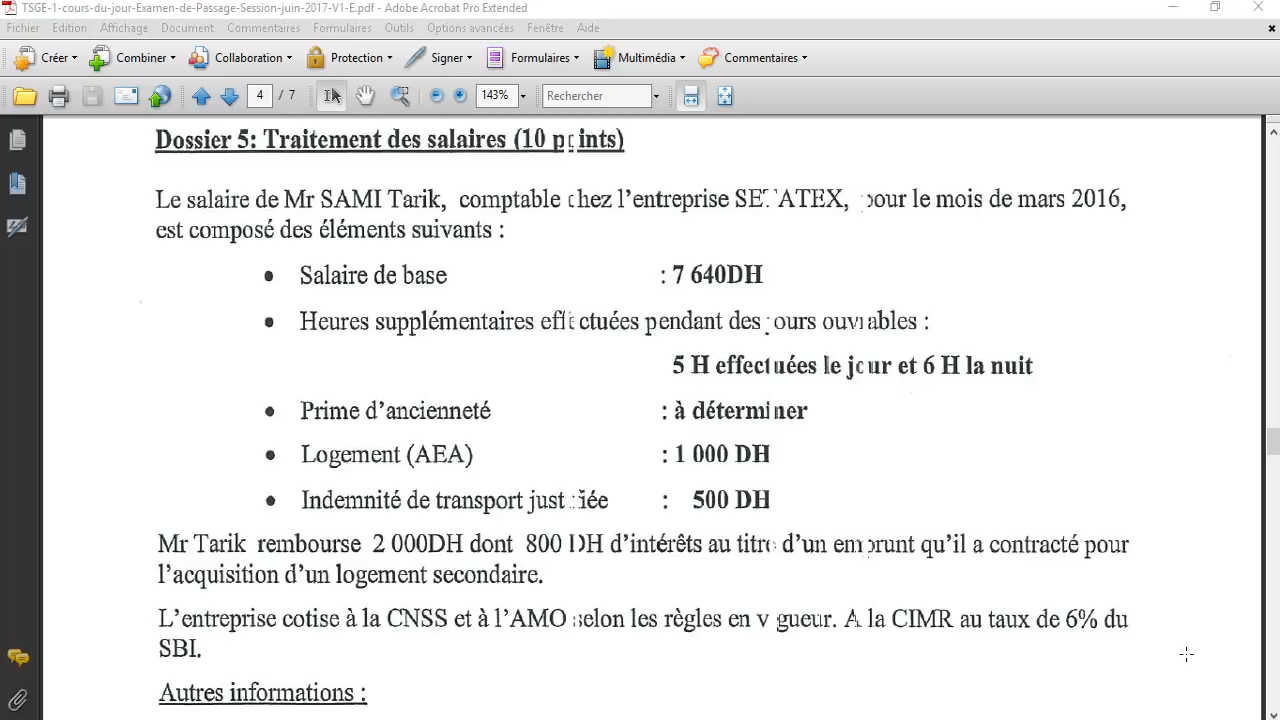 TSGE-1-cours-du-jour-Examen-de-Passage-Session-juin-2017-V1-E.pdf - Adobe Acrobat Pro Extended
Fichier Edition Affichage Document Commentaires Formulaires Outils Options avancées Fenêtre Aide
Créer Combiner Collaboration Protection Signer Formulaires Multimédia Commentaires
4 / 7 143% Rechercher
Dossier 5: Traitement des salaires (10 points)
Le salaire de Mr SAMI Tarik, comptable chez l'entreprise SETATEX, pour le mois de mars 2016,
est composé des éléments suivants :
• Salaire de base : 7 640DH
• Heures supplémentaires effectuées pendant des jours ouvrables :
5 H effectuées le jour et 6 H la nuit
• Prime d'ancienneté : à déterminer
• Logement (AEA) : 1 000 DH
• Indemnité de transport justifiée : 500 DH
Mr Tarik rembourse 2 000DH dont 800 DH d'intérêts au titre d'un emprunt qu'il a contracté pour
l'acquisition d'un logement secondaire.
L'entreprise cotise à la CNSS et à l'AMO selon les règles en vigueur. A la CIMR au taux de 6% du
SBI.
Autres informations :